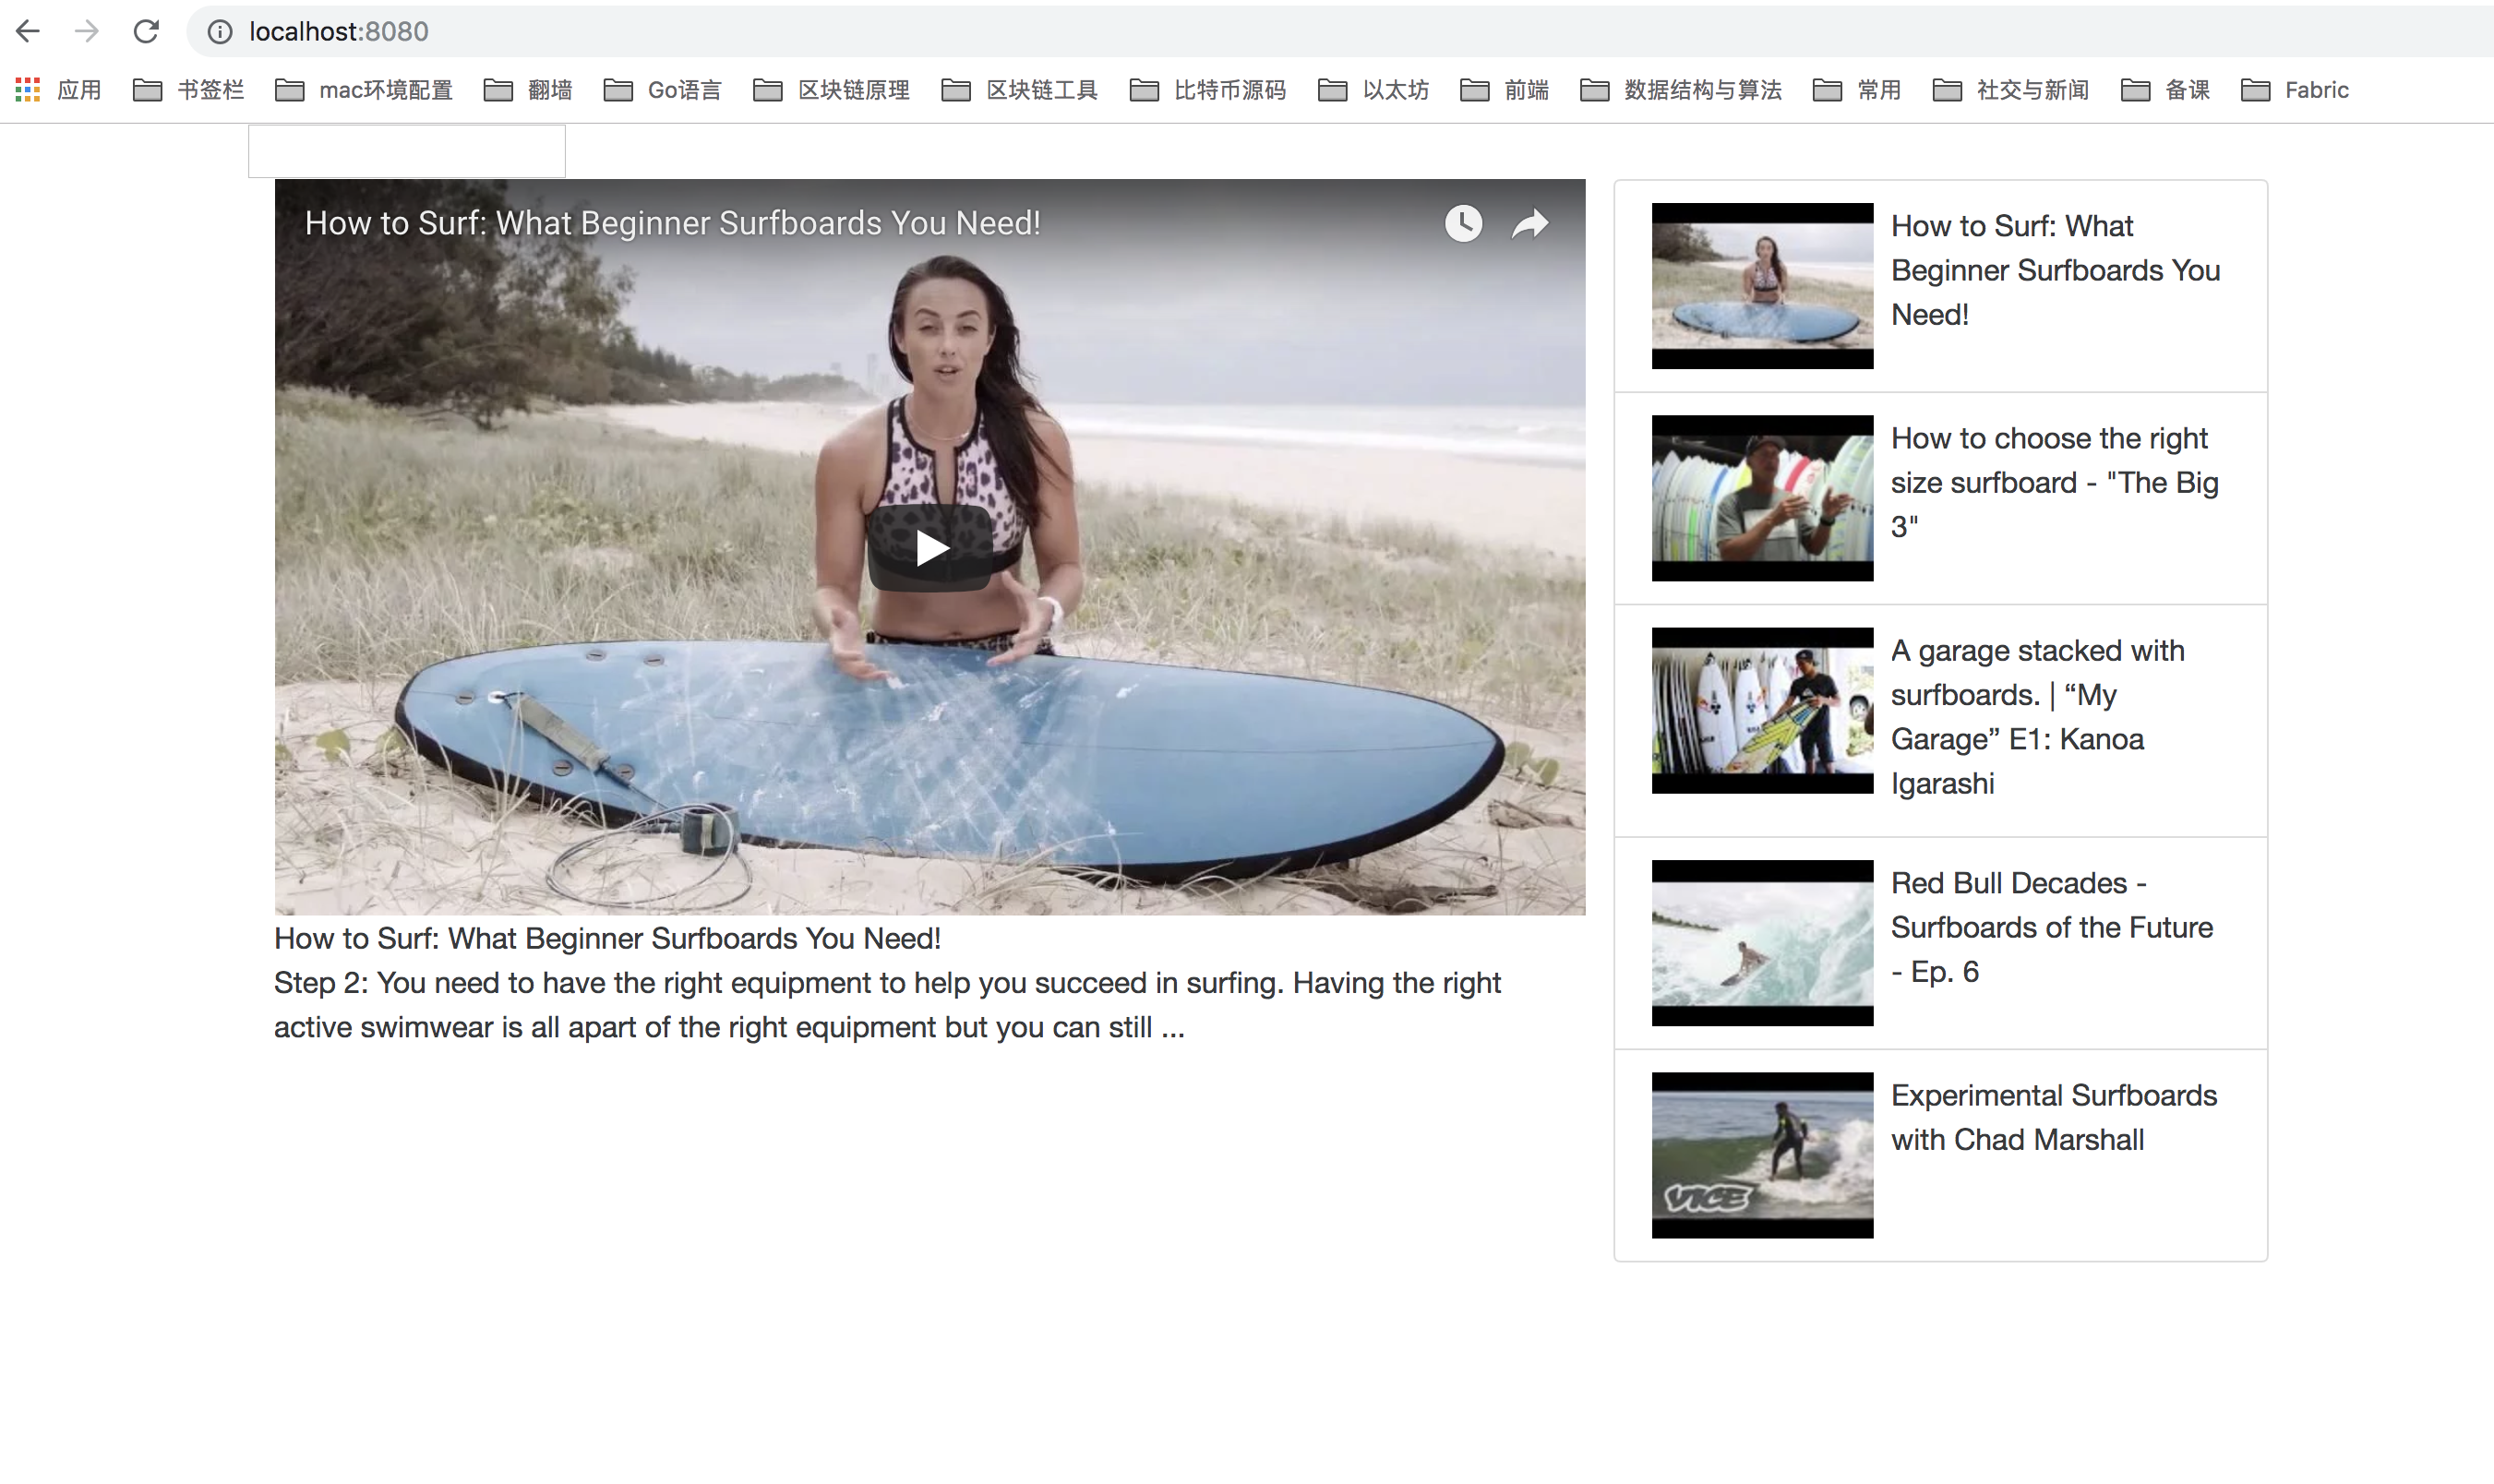 localhost:8080
应用 书签栏 mac环境配置 翻墙 Go语言 区块链原理 区块链工具 比特币源码 以太坊 前端 数据结构与算法 常用 社交与新闻 备课 Fabric
How to Surf: What Beginner Surfboards You Need!
How to Surf: What Beginner Surfboards You Need!
Step 2: You need to have the right equipment to help you succeed in surfing. Having the right
active swimwear is all apart of the right equipment but you can still ...
How to Surf: What
Beginner Surfboards You
Need!
How to choose the right
size surfboard - "The Big
3"
A garage stacked with
surfboards. | “My
Garage” E1: Kanoa
Igarashi
Red Bull Decades -
Surfboards of the Future
- Ep. 6
VICE
Experimental Surfboards
with Chad Marshall